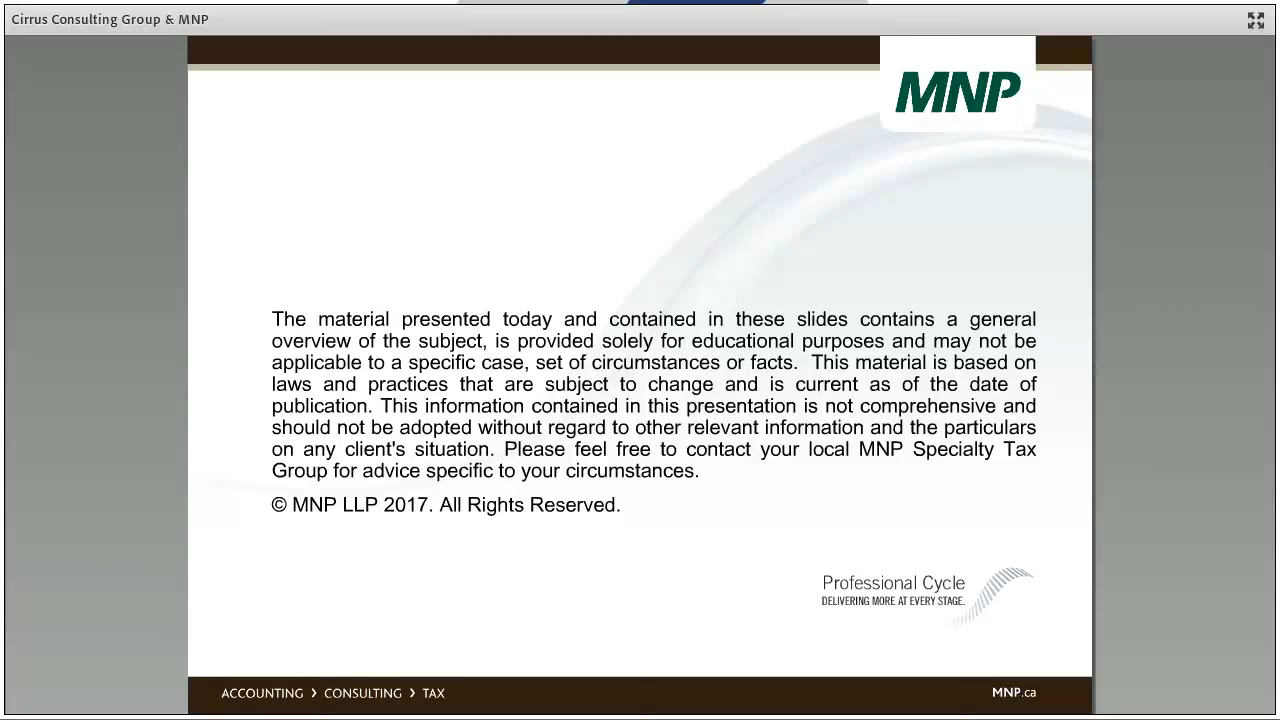 Cirrus Consulting Group & MNP
MNP
The material presented today and contained in these slides contains a general
overview of the subject, is provided solely for educational purposes and may not be
applicable to a specific case, set of circumstances or facts.  This material is based on
laws and practices that are subject to change and is current as of the date of
publication. This information contained in this presentation is not comprehensive and
should not be adopted without regard to other relevant information and the particulars
on any client's situation. Please feel free to contact your local MNP Specialty Tax
Group for advice specific to your circumstances.
© MNP LLP 2017. All Rights Reserved.
Professional Cycle
DELIVERING MORE AT EVERY STAGE.
ACCOUNTING › CONSULTING › TAX
MNP.ca